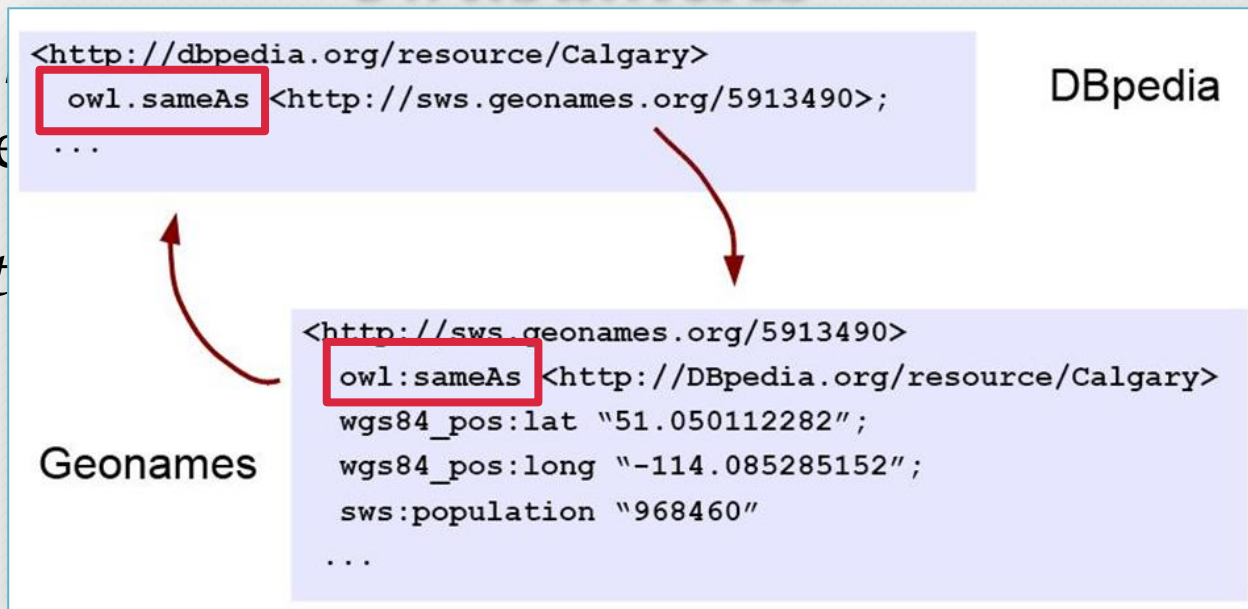 <http://dbpedia.org/resource/Calgary>
owl.sameAs <http://sws.geonames.org/5913490>;
...
DBpedia
<http://sws.geonames.org/5913490>
owl:sameAs <http://DBpedia.org/resource/Calgary>
wgs84_pos:lat “51.050112282”;
wgs84_pos:long “-114.085285152”;
sws:population “968460”
...
Geonames